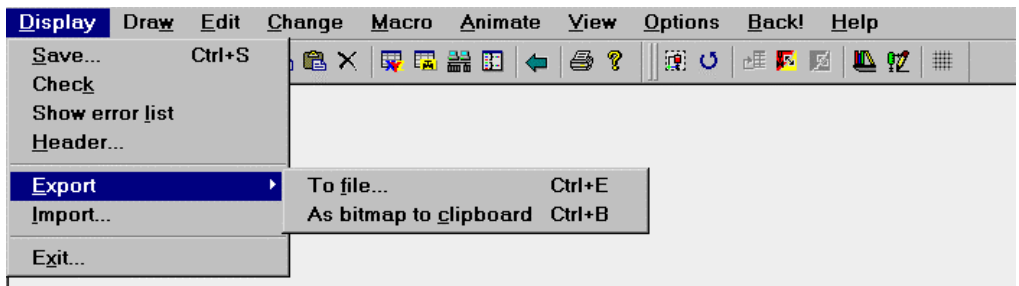 Display Draw Edit Change Macro Animate View Options Back! Help
Save... Ctrl+S
Check
Show error list
Header...
Export To file... Ctrl+E
Import... As bitmap to clipboard Ctrl+B
Exit...